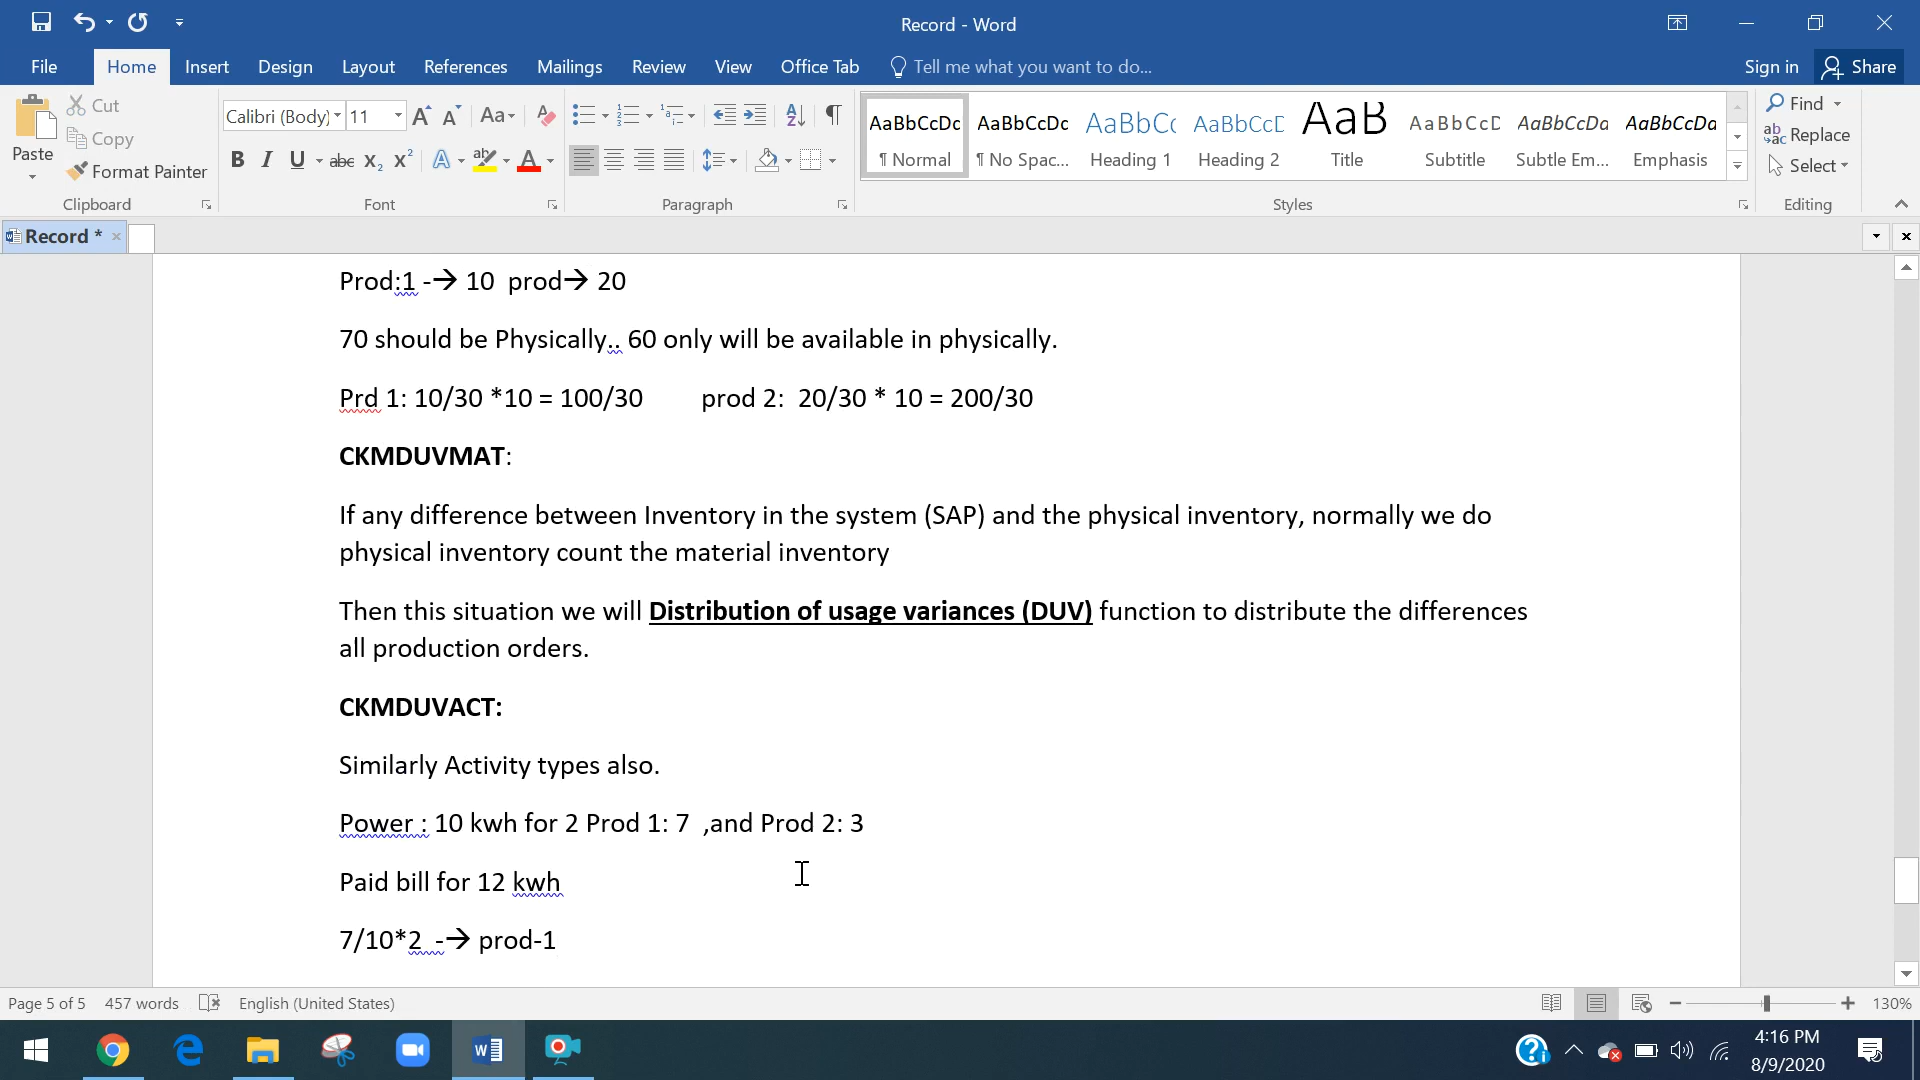 Record - Word
File Home Insert Design Layout References Mailings Review View Office Tab Tell me what you want to do... Sign in Share
Paste Cut Copy Format Painter Clipboard
Calibri (Body) 11 Font
Paragraph
AaBbCcDc ¶ Normal
AaBbCcDc ¶ No Spac...
AaBbCc Heading 1
AaBbCcC Heading 2
AaB Title
AaBbCcC Subtitle
AaBbCcDa Subtle Em...
AaBbCcDa Emphasis
Styles
Find
Replace
Select
Editing
Record *
Prod:1 -→ 10 prod→ 20
70 should be Physically.. 60 only will be available in physically.
Prd 1: 10/30 *10 = 100/30 prod 2: 20/30 * 10 = 200/30
CKMDUVMAT:
If any difference between Inventory in the system (SAP) and the physical inventory, normally we do
physical inventory count the material inventory
Then this situation we will Distribution of usage variances (DUV) function to distribute the differences
all production orders.
CKMDUVACT:
Similarly Activity types also.
Power : 10 kwh for 2 Prod 1: 7 ,and Prod 2: 3
Paid bill for 12 kwh
7/10*2 -→ prod-1
Page 5 of 5 457 words English (United States) 130%
4:16 PM
8/9/2020